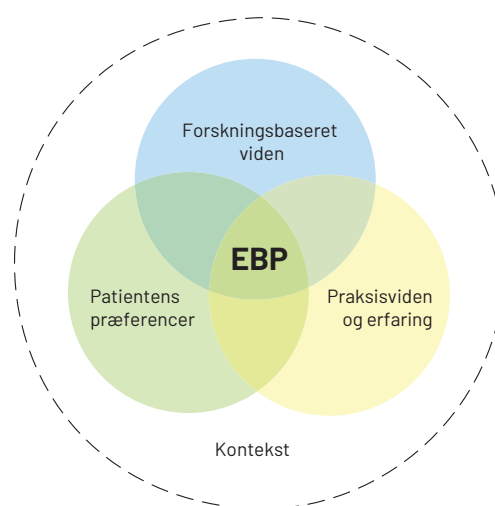 Forskningsbaseret
viden
EBP
Patientens
præferencer
Praksisviden
og erfaring
Kontekst